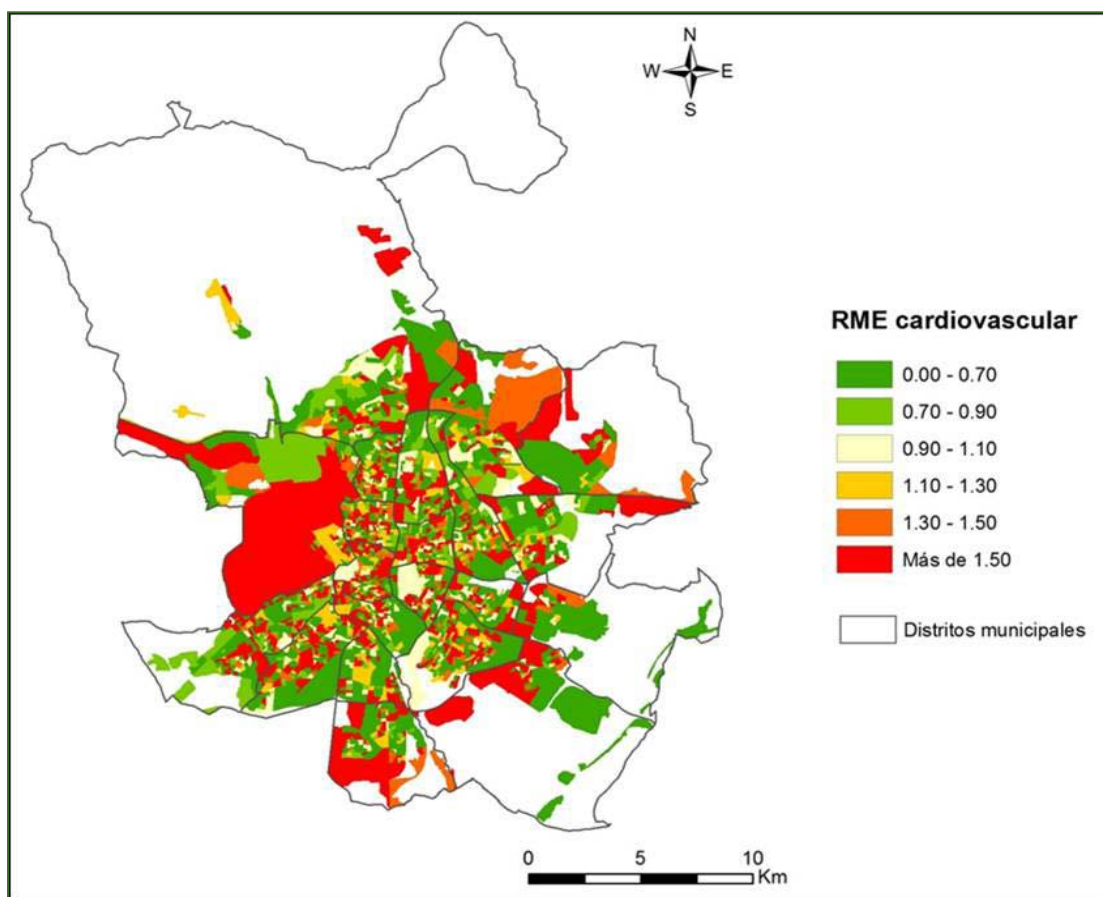 N
W E
S
RME cardiovascular
0.00 - 0.70
0.70 - 0.90
0.90 - 1.10
1.10 - 1.30
1.30 - 1.50
Más de 1.50
Distritos municipales
0 5 10
Km